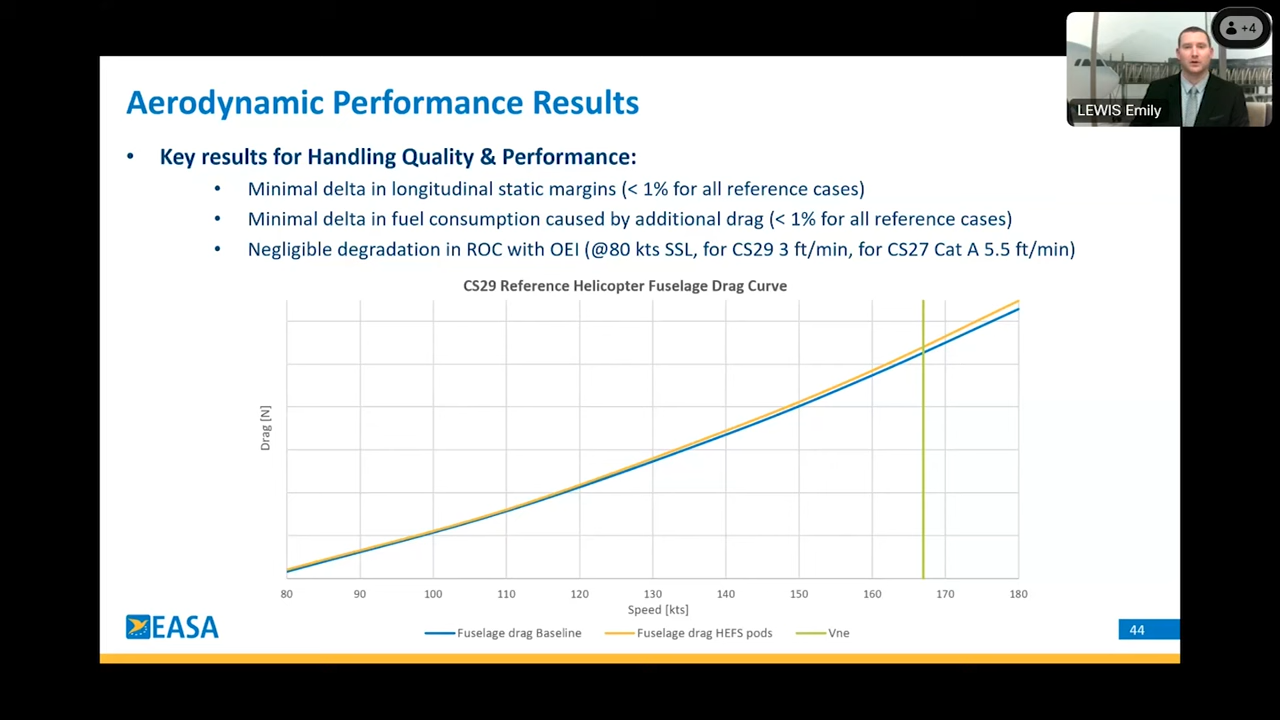 +4
LEWIS Emily
Aerodynamic Performance Results
• Key results for Handling Quality & Performance:
• Minimal delta in longitudinal static margins (< 1% for all reference cases)
• Minimal delta in fuel consumption caused by additional drag (< 1% for all reference cases)
• Negligible degradation in ROC with OEI (@80 kts SSL, for CS29 3 ft/min, for CS27 Cat A 5.5 ft/min)
CS29 Reference Helicopter Fuselage Drag Curve
Drag [N]
80 90 100 110 120 130 140 150 160 170 180
Speed [kts]
Fuselage drag Baseline Fuselage drag HEFS pods Vne
EASA
44